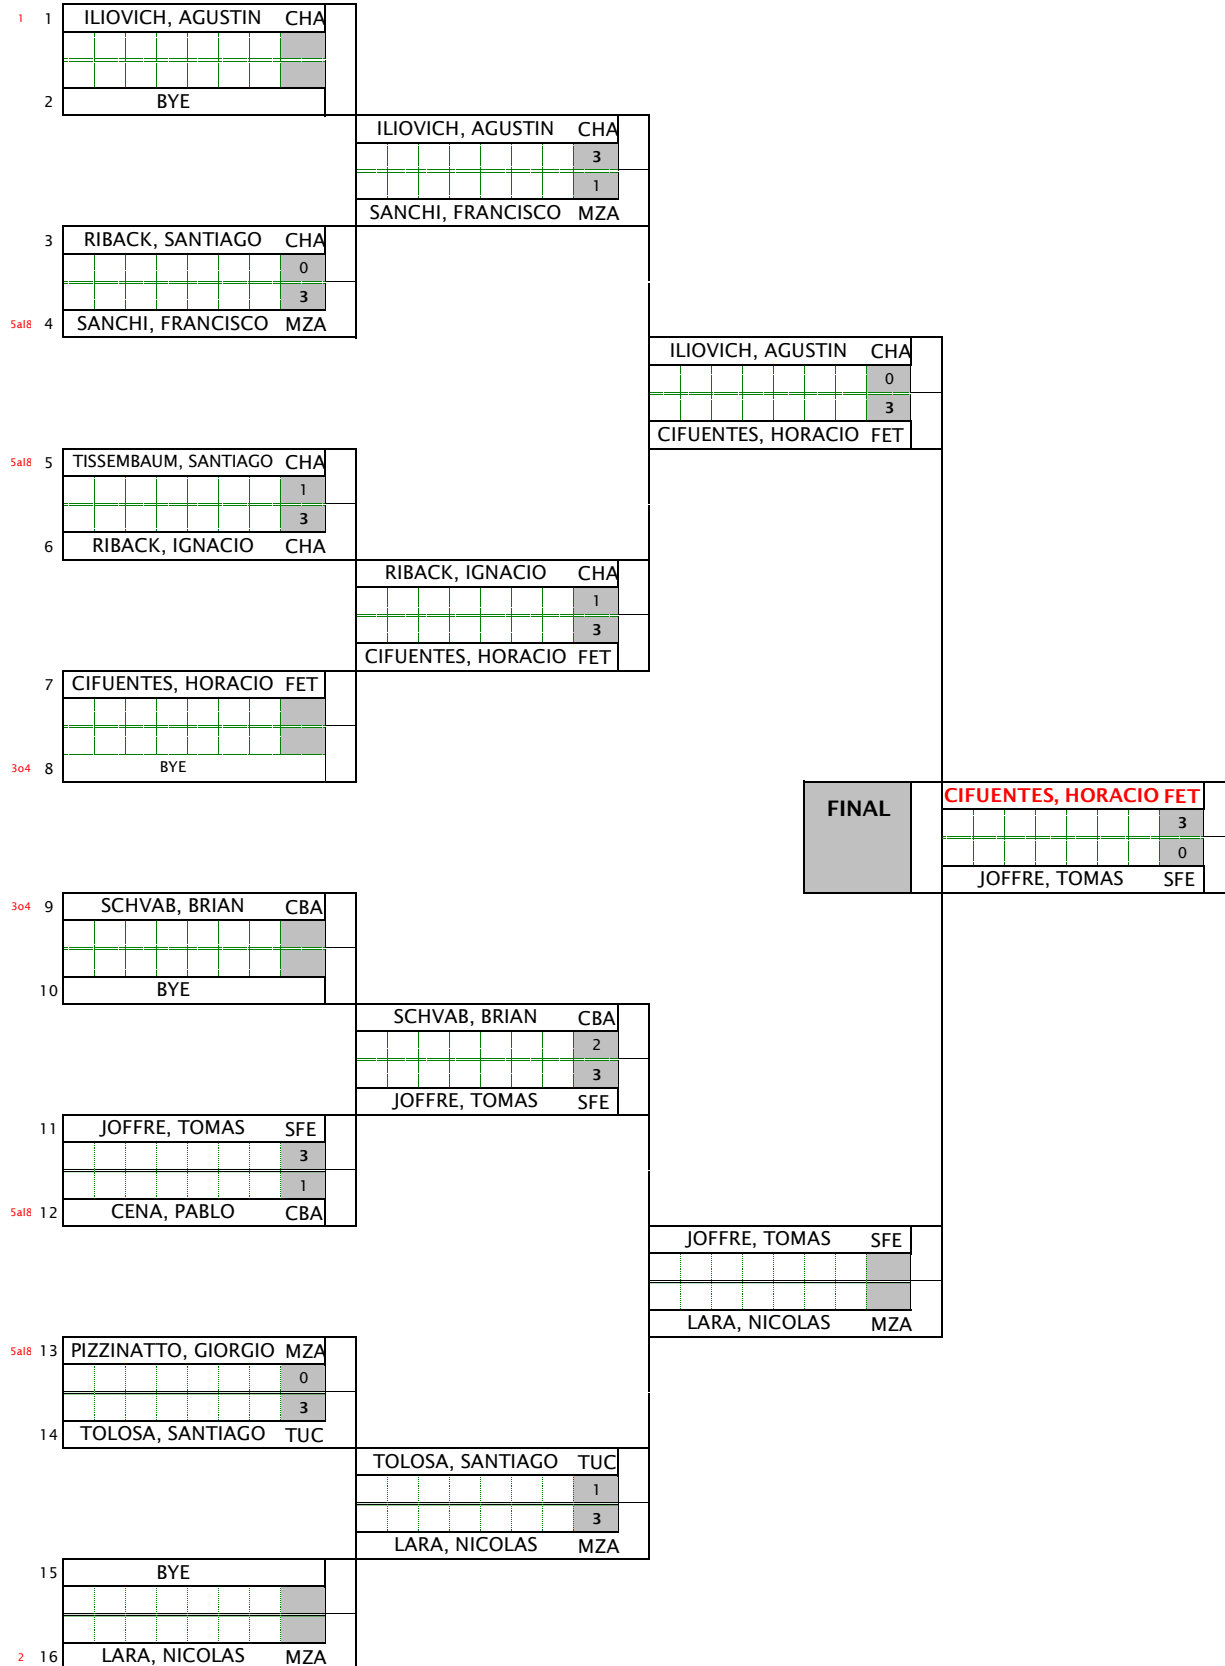 1 1 ILIOVICH, AGUSTIN CHA
2 BYE
ILIOVICH, AGUSTIN CHA
3
1
SANCHI, FRANCISCO MZA
3 RIBACK, SANTIAGO CHA
0
3
5al8 4 SANCHI, FRANCISCO MZA
ILIOVICH, AGUSTIN CHA
0
3
CIFUENTES, HORACIO FET
5al8 5 TISSEMBAUM, SANTIAGO CHA
1
3
6 RIBACK, IGNACIO CHA
RIBACK, IGNACIO CHA
1
3
CIFUENTES, HORACIO FET
7 CIFUENTES, HORACIO FET
3o4 8 BYE
FINAL
CIFUENTES, HORACIO FET
3
0
JOFFRE, TOMAS SFE
3o4 9 SCHVAB, BRIAN CBA
10 BYE
SCHVAB, BRIAN CBA
2
3
JOFFRE, TOMAS SFE
11 JOFFRE, TOMAS SFE
3
1
5al8 12 CENA, PABLO CBA
JOFFRE, TOMAS SFE
LARA, NICOLAS MZA
5al8 13 PIZZINATTO, GIORGIO MZA
0
3
14 TOLOSA, SANTIAGO TUC
TOLOSA, SANTIAGO TUC
1
3
LARA, NICOLAS MZA
15 BYE
2 16 LARA, NICOLAS MZA